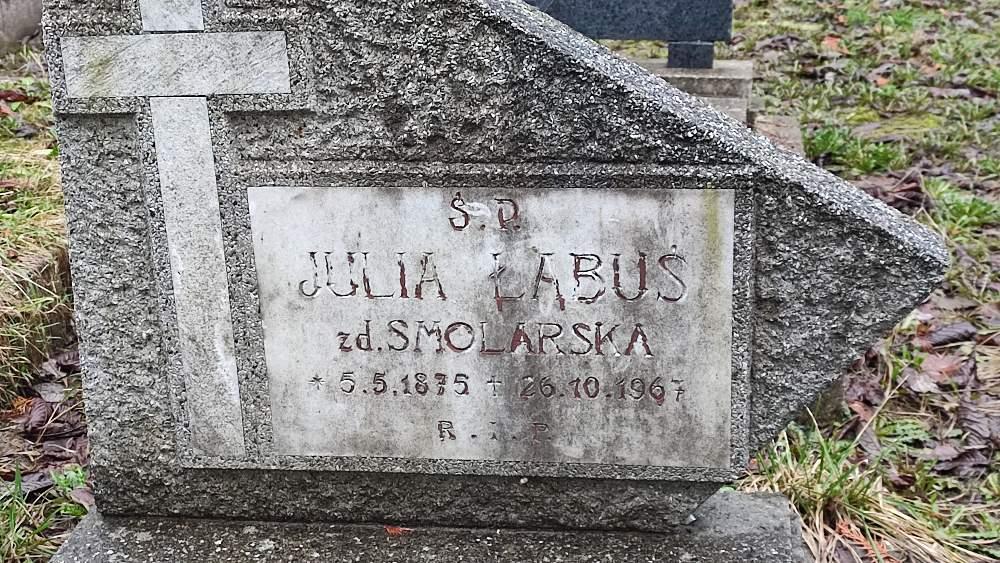 Ś.P.
JULIA ŁABUŚ
zd. SMOLARSKA
* 5.5.1875 + 26.10.1967
R.I.P.